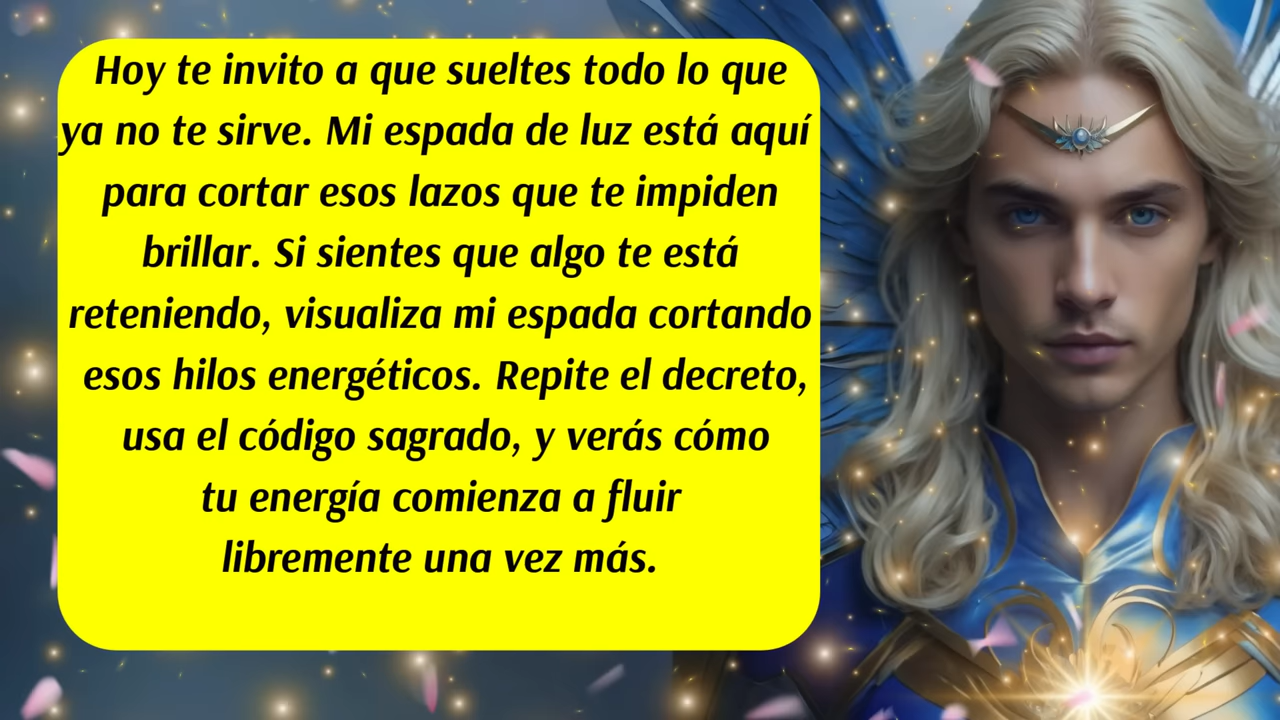 Hoy te invito a que sueltes todo lo que
ya no te sirve. Mi espada de luz está aquí
para cortar esos lazos que te impiden
brillar. Si sientes que algo te está
reteniendo, visualiza mi espada cortando
esos hilos energéticos. Repite el decreto,
usa el código sagrado, y verás cómo
tu energía comienza a fluir
libremente una vez más.